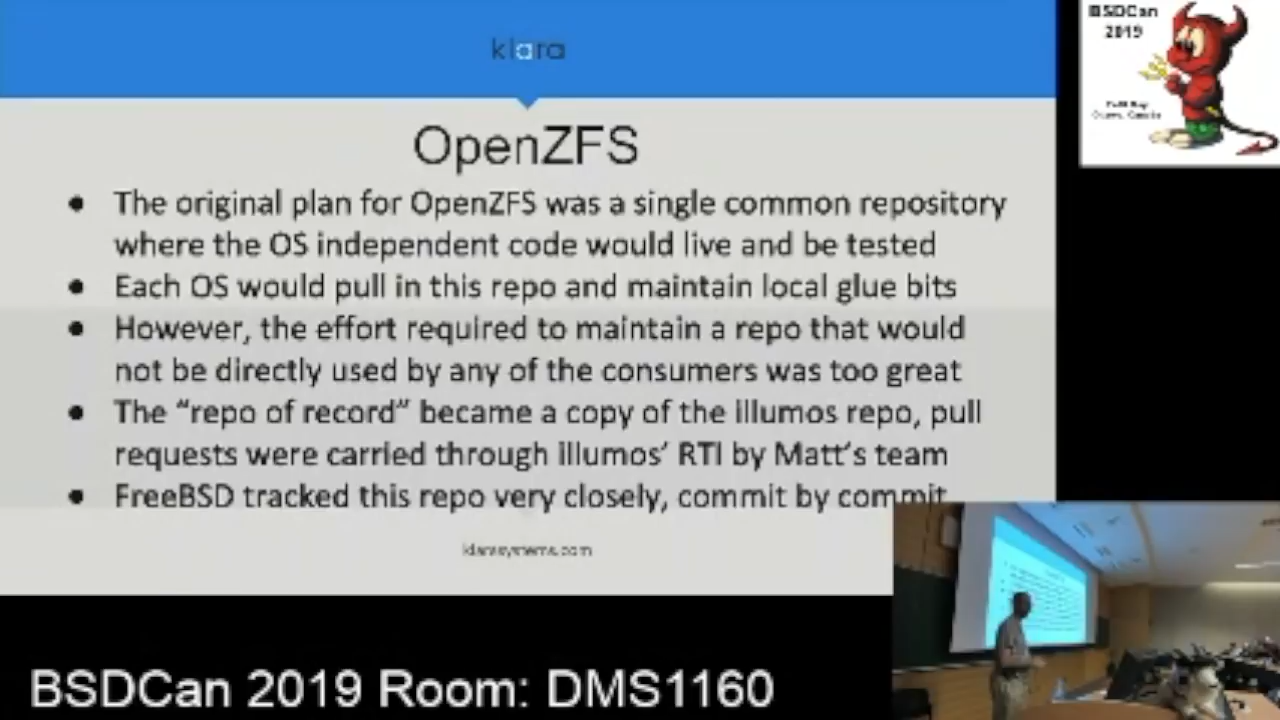 klara
BSDCan
2019
OpenZFS
● The original plan for OpenZFS was a single common repository
where the OS independent code would live and be tested
● Each OS would pull in this repo and maintain local glue bits
● However, the effort required to maintain a repo that would
not be directly used by any of the consumers was too great
● The “repo of record” became a copy of the illumos repo, pull
requests were carried through illumos’ RTI by Matt’s team
● FreeBSD tracked this repo very closely, commit by commit
klarasystems.com
BSDCan 2019 Room: DMS1160